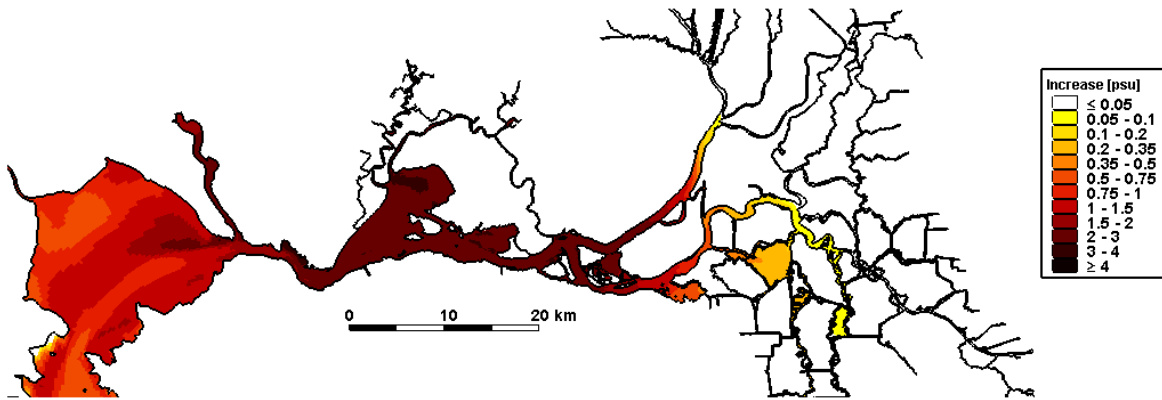 Increase [psu]
≤ 0.05
0.05 - 0.1
0.1 - 0.2
0.2 - 0.35
0.35 - 0.5
0.5 - 0.75
0.75 - 1
1 - 1.5
1.5 - 2
2 - 3
3 - 4
≥ 4
0 10 20 km